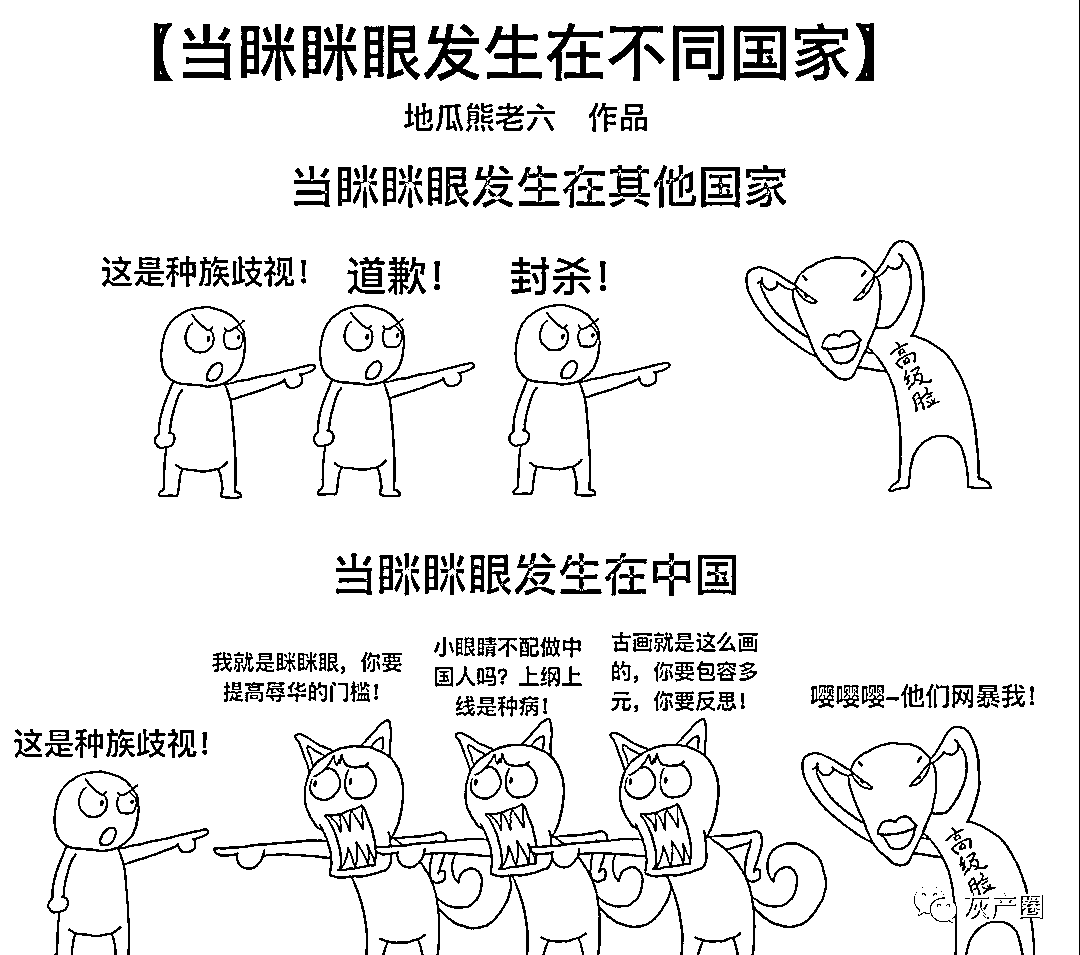 【当眯眯眼发生在不同国家】
地瓜熊老六 作品
当眯眯眼发生在其他国家
这是种族歧视！
道歉！
封杀！
高级脸
当眯眯眼发生在中国
这是种族歧视！
我就是眯眯眼，你要
提高辱华的门槛！
小眼睛不配做中
国人吗？上纲上
线是种病！
古画就是这么画
的，你要包容多
元，你要反思！
嘤嘤嘤~他们网暴我！
高级脸
灰产圈